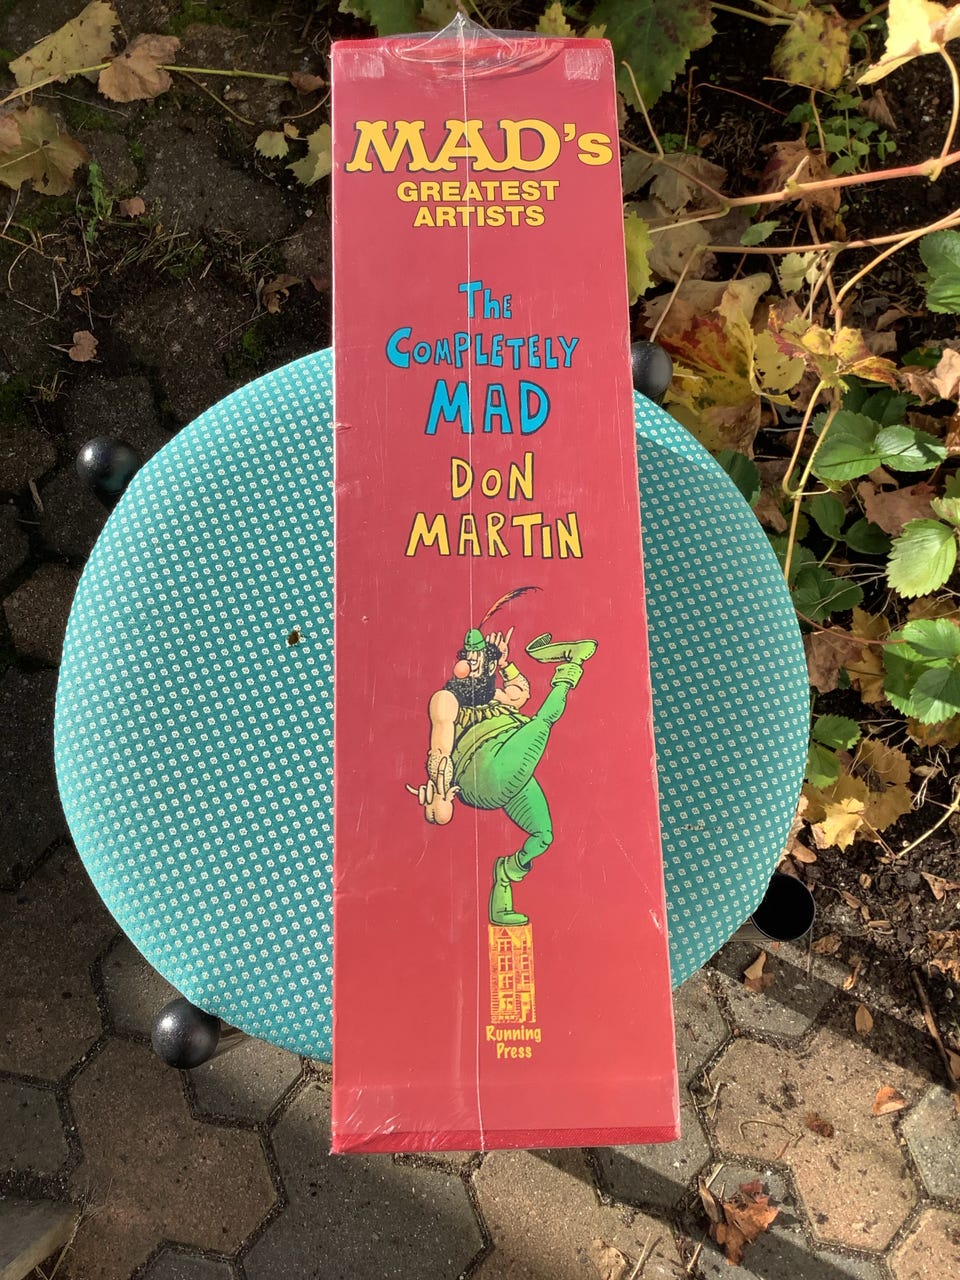 MAD's
GREATEST
ARTISTS
The
COMPLETELY
MAD
DON
MARTIN
Running
Press